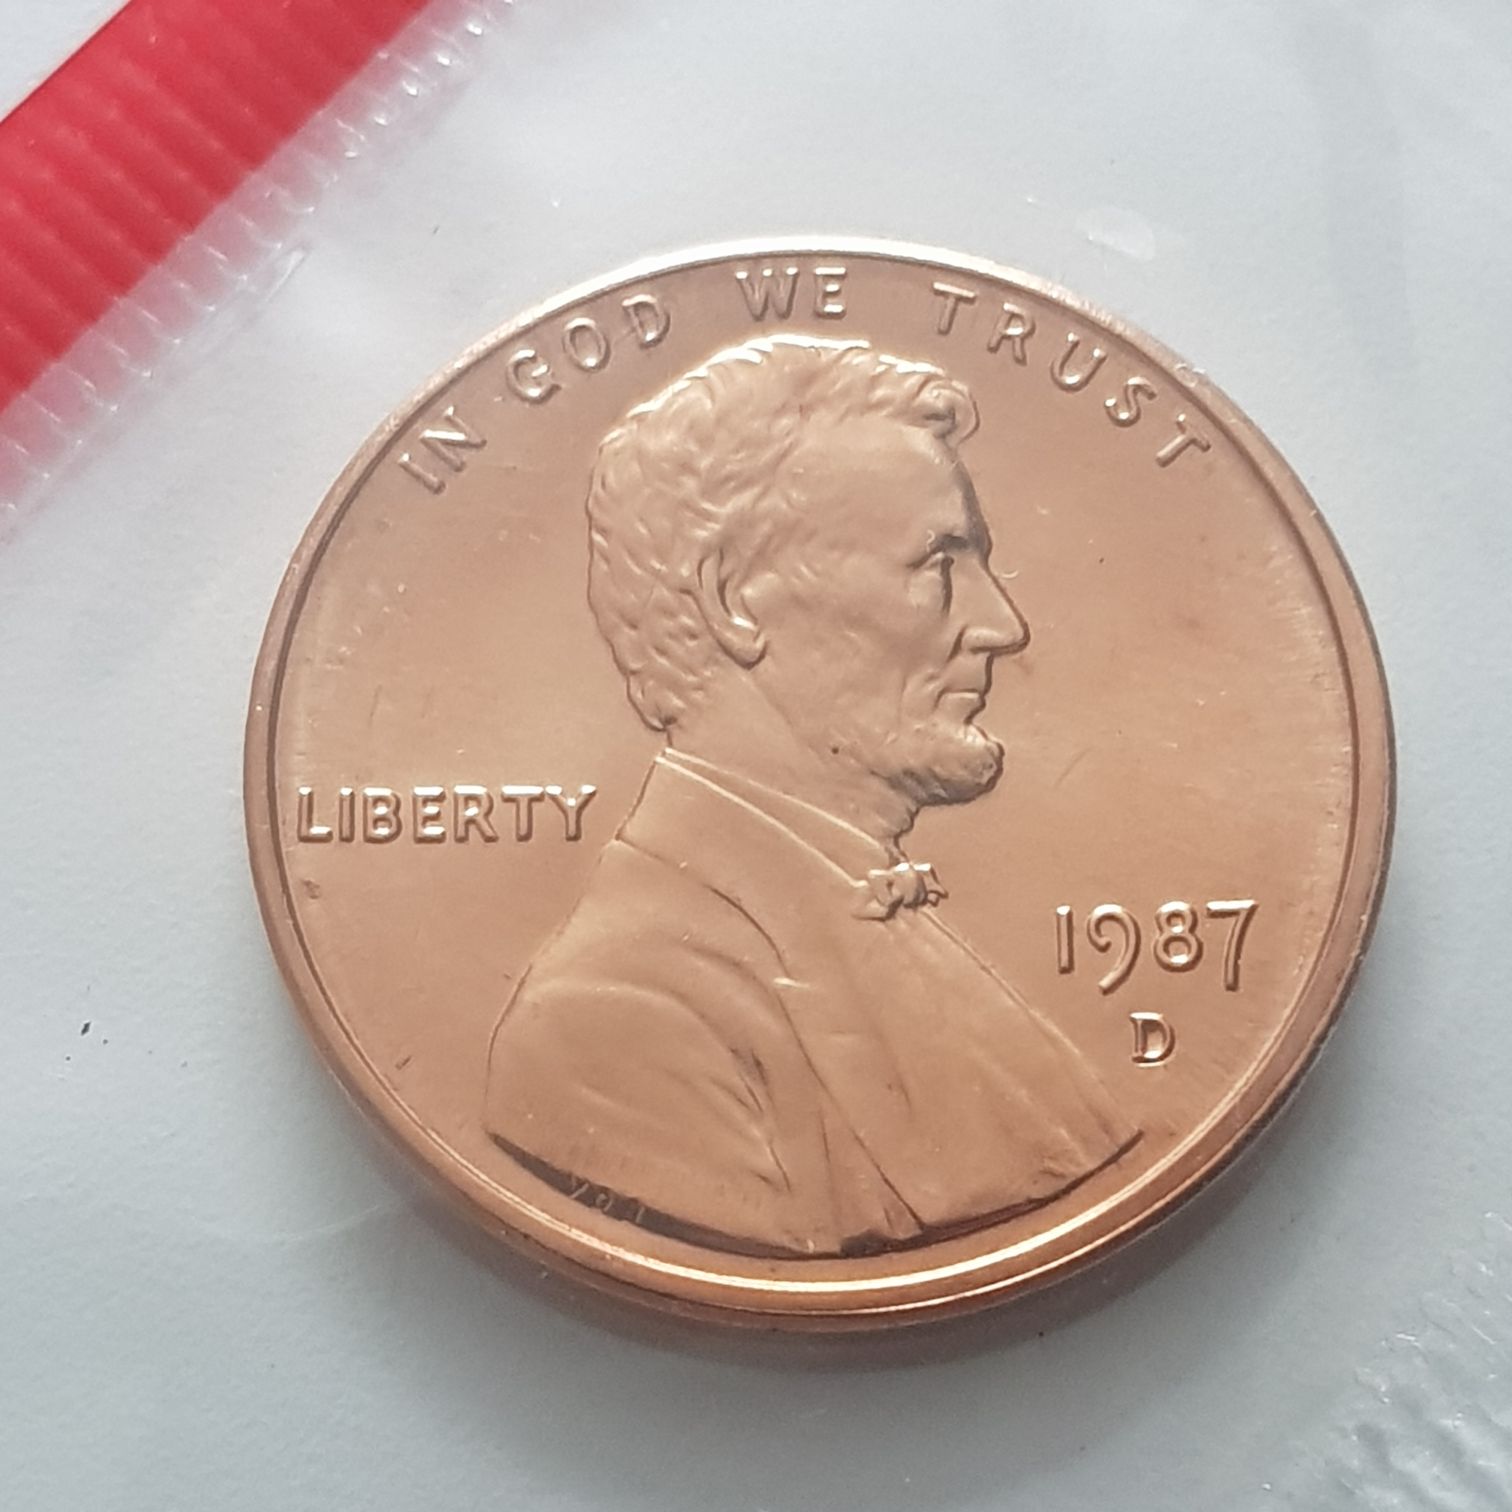 IN GOD WE TRUST
LIBERTY
1987
D